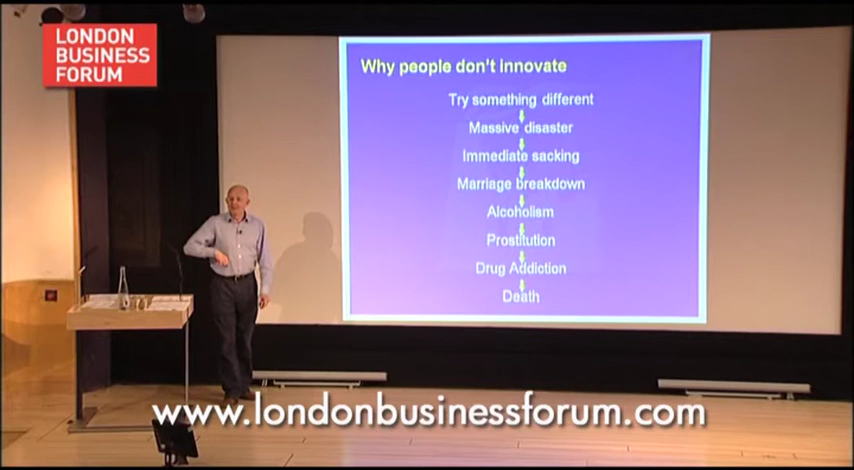 LONDON
BUSINESS
FORUM
Why people don't innovate
Try something different
Massive disaster
Immediate sacking
Marriage breakdown
Alcoholism
Prostitution
Drug Addiction
Death
www.londonbusinessforum.com